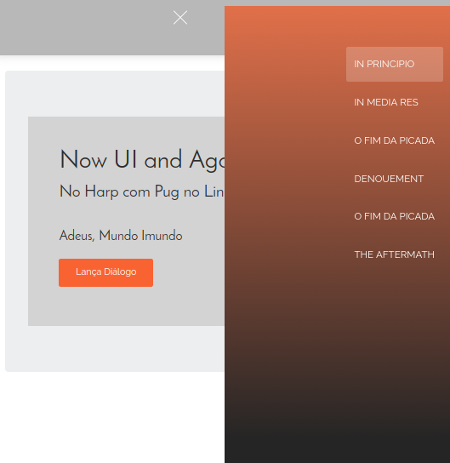 Now UI and Ago
No Harp com Pug no Lin
Adeus, Mundo Imundo
Lança Diálogo
IN PRINCIPIO
IN MEDIA RES
O FIM DA PICADA
DENOUEMENT
O FIM DA PICADA
THE AFTERMATH